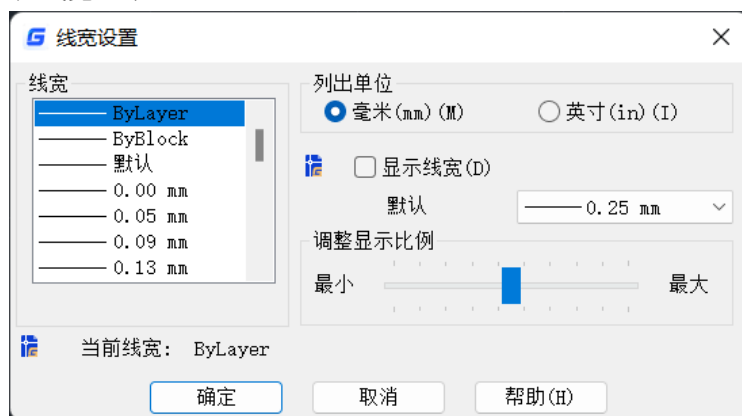 线宽设置
线宽
ByLayer
ByBlock
默认
0.00 mm
0.05 mm
0.09 mm
0.13 mm
列出单位
毫米(mm)(M) 英寸(in)(I)
显示线宽(D)
默认 0.25 mm
调整显示比例
最小 最大
当前线宽: ByLayer
确定 取消 帮助(H)